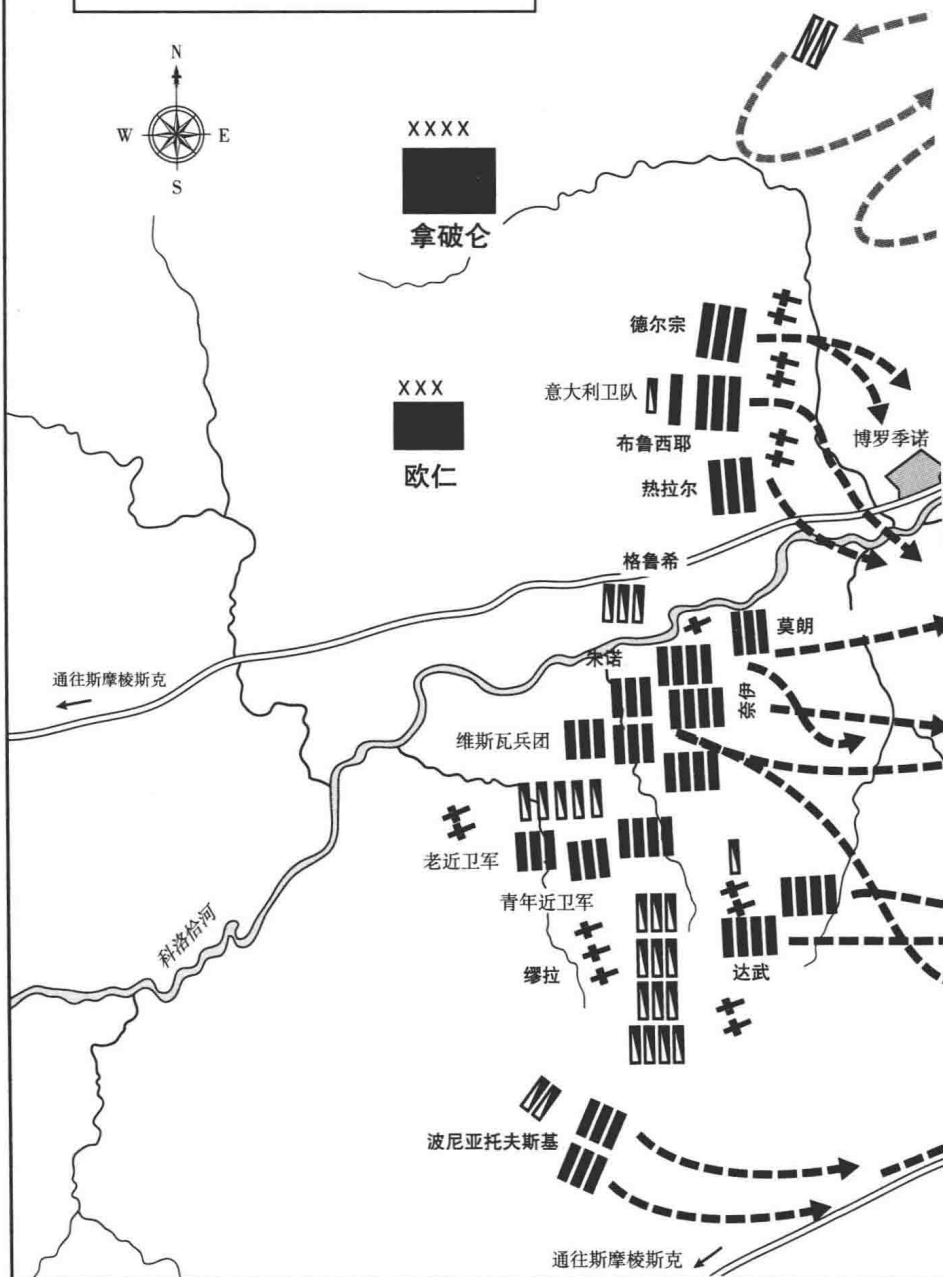 N
W
E
S
XXXX
拿破仑
XXX
欧仁
德尔宗
意大利卫队
布鲁西耶
博罗季诺
热拉尔
格鲁希
莫朗
朱诺
奈伊
通往斯摩棱斯克
维斯瓦兵团
老近卫军
青年近卫军
科洛恰河
缪拉
达武
波尼亚托夫斯基
通往斯摩棱斯克